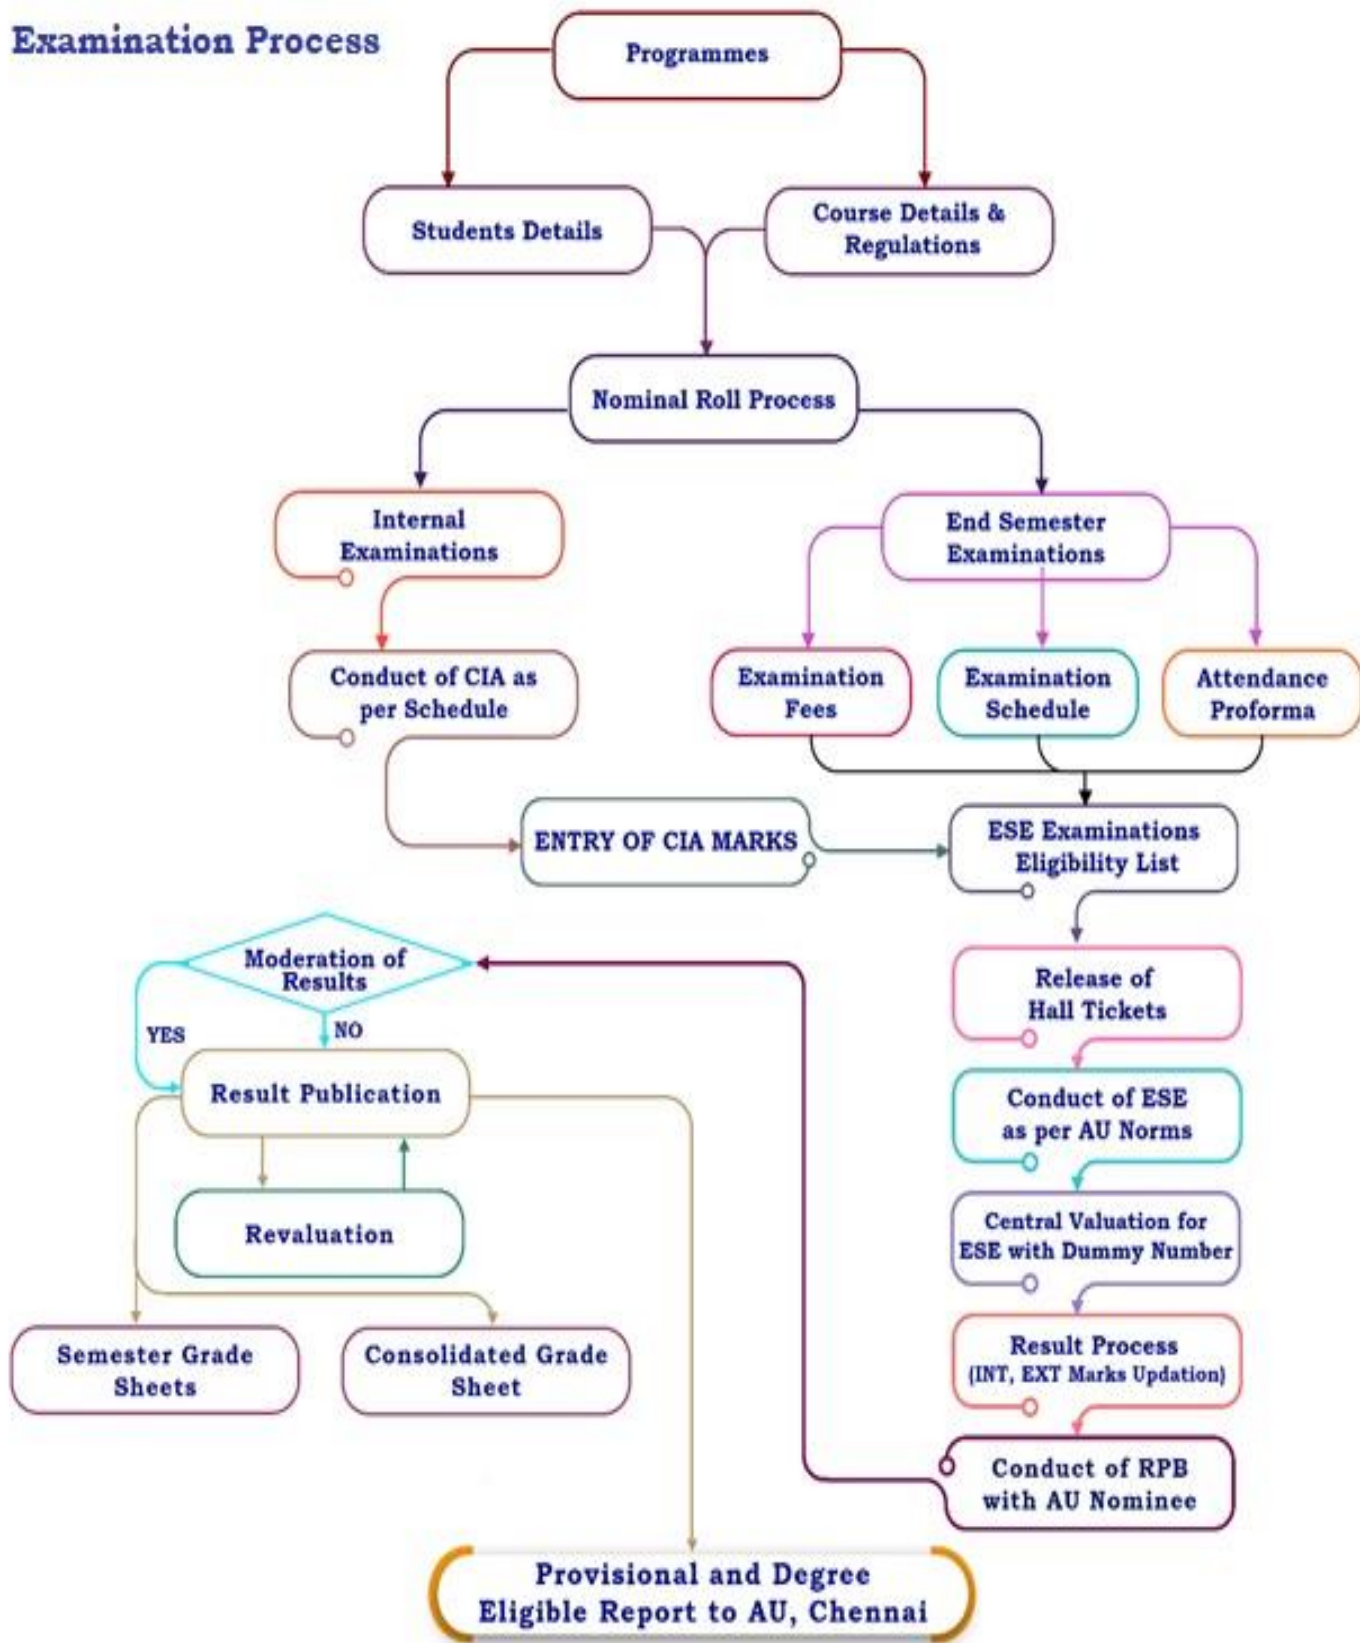 Examination Process
Programmes
Students Details
Course Details &
Regulations
Nominal Roll Process
Internal
Examinations
End Semester
Examinations
Conduct of CIA as
per Schedule
Examination
Fees
Examination
Schedule
Attendance
Proforma
ENTRY OF CIA MARKS
ESE Examinations
Eligibility List
Moderation of
Results
YES
NO
Release of
Hall Tickets
Result Publication
Conduct of ESE
as per AU Norms
Revaluation
Central Valuation for
ESE with Dummy Number
Semester Grade
Sheets
Consolidated Grade
Sheet
Result Process
(INT, EXT Marks Updation)
Conduct of RPB
with AU Nominee
Provisional and Degree
Eligible Report to AU, Chennai